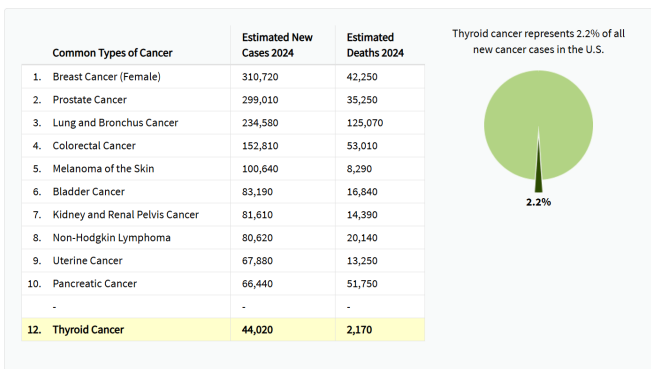 Estimated New Estimated
Common Types of Cancer Cases 2024 Deaths 2024
1. Breast Cancer (Female) 310,720 42,250
2. Prostate Cancer 299,010 35,250
3. Lung and Bronchus Cancer 234,580 125,070
4. Colorectal Cancer 152,810 53,010
5. Melanoma of the Skin 100,640 8,290
6. Bladder Cancer 83,190 16,840
7. Kidney and Renal Pelvis Cancer 81,610 14,390
8. Non-Hodgkin Lymphoma 80,620 20,140
9. Uterine Cancer 67,880 13,250
10. Pancreatic Cancer 66,440 51,750
- - -
12. Thyroid Cancer 44,020 2,170
Thyroid cancer represents 2.2% of all
new cancer cases in the U.S.
2.2%